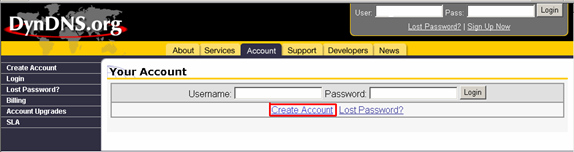 DynDNS.org
User: Pass: Login
Lost Password? | Sign Up Now
About Services Account Support Developers News
Create Account
Login
Lost Password?
Billing
Account Upgrades
SLA
Your Account
Username: Password: Login
Create Account Lost Password?